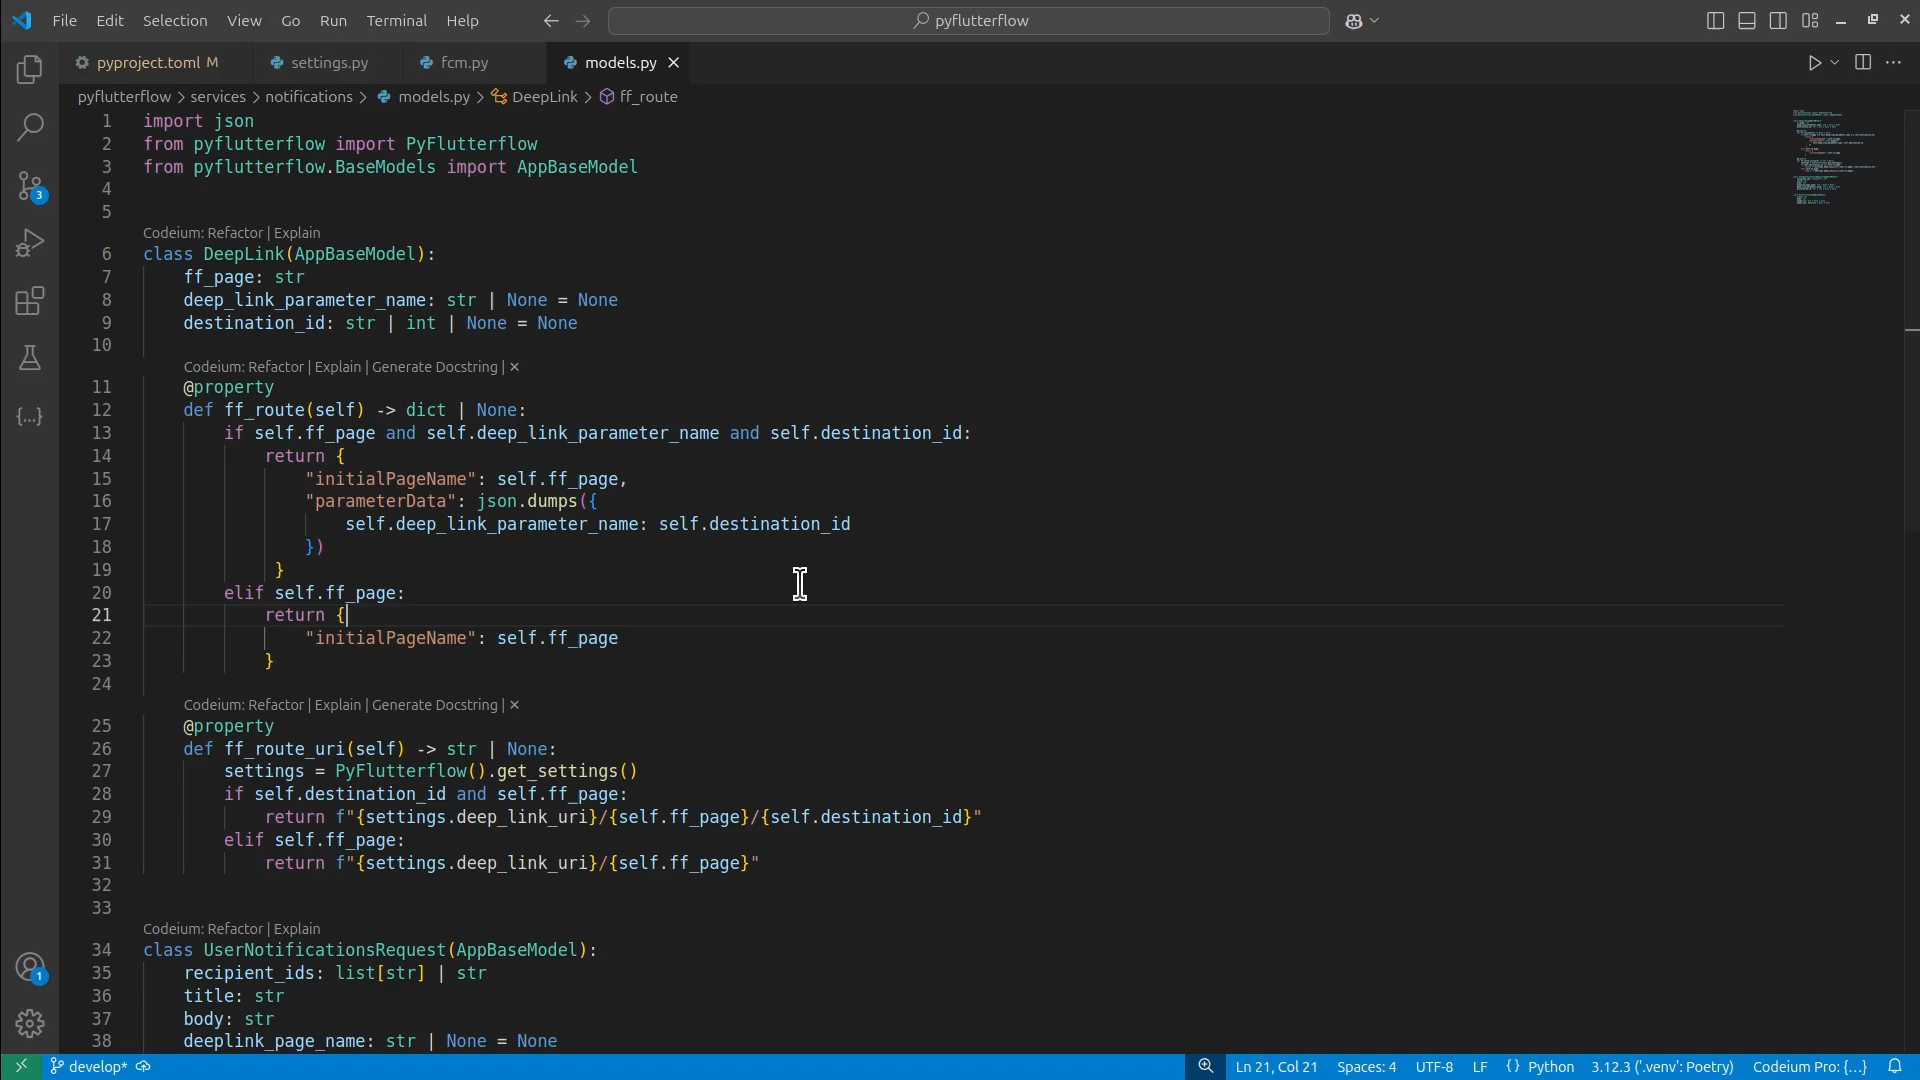 File Edit Selection View Go Run Terminal Help
pyflutterflow
pyproject.toml M settings.py fcm.py models.py
pyflutterflow > services > notifications > models.py > DeepLink > ff_route
1 import json
2 from pyflutterflow import PyFlutterflow
3 from pyflutterflow.BaseModels import AppBaseModel
4
5
Codeium: Refactor | Explain
6 class DeepLink(AppBaseModel):
7 ff_page: str
8 deep_link_parameter_name: str | None = None
9 destination_id: str | int | None = None
10
Codeium: Refactor | Explain | Generate Docstring | ✕
11 @property
12 def ff_route(self) -> dict | None:
13 if self.ff_page and self.deep_link_parameter_name and self.destination_id:
14 return {
15 "initialPageName": self.ff_page,
16 "parameterData": json.dumps({
17 self.deep_link_parameter_name: self.destination_id
18 })
19 }
20 elif self.ff_page:
21 return {
22 "initialPageName": self.ff_page
23 }
24
Codeium: Refactor | Explain | Generate Docstring | ✕
25 @property
26 def ff_route_uri(self) -> str | None:
27 settings = PyFlutterflow().get_settings()
28 if self.destination_id and self.ff_page:
29 return f"{settings.deep_link_uri}/{self.ff_page}/{self.destination_id}"
30 elif self.ff_page:
31 return f"{settings.deep_link_uri}/{self.ff_page}"
32
33
Codeium: Refactor | Explain
34 class UserNotificationsRequest(AppBaseModel):
35 recipient_ids: list[str] | str
36 title: str
37 body: str
38 deeplink_page_name: str | None = None
3
1
develop* Ln 21, Col 21 Spaces: 4 UTF-8 LF {} Python 3.12.3 ('.venv': Poetry) Codeium Pro: {...}